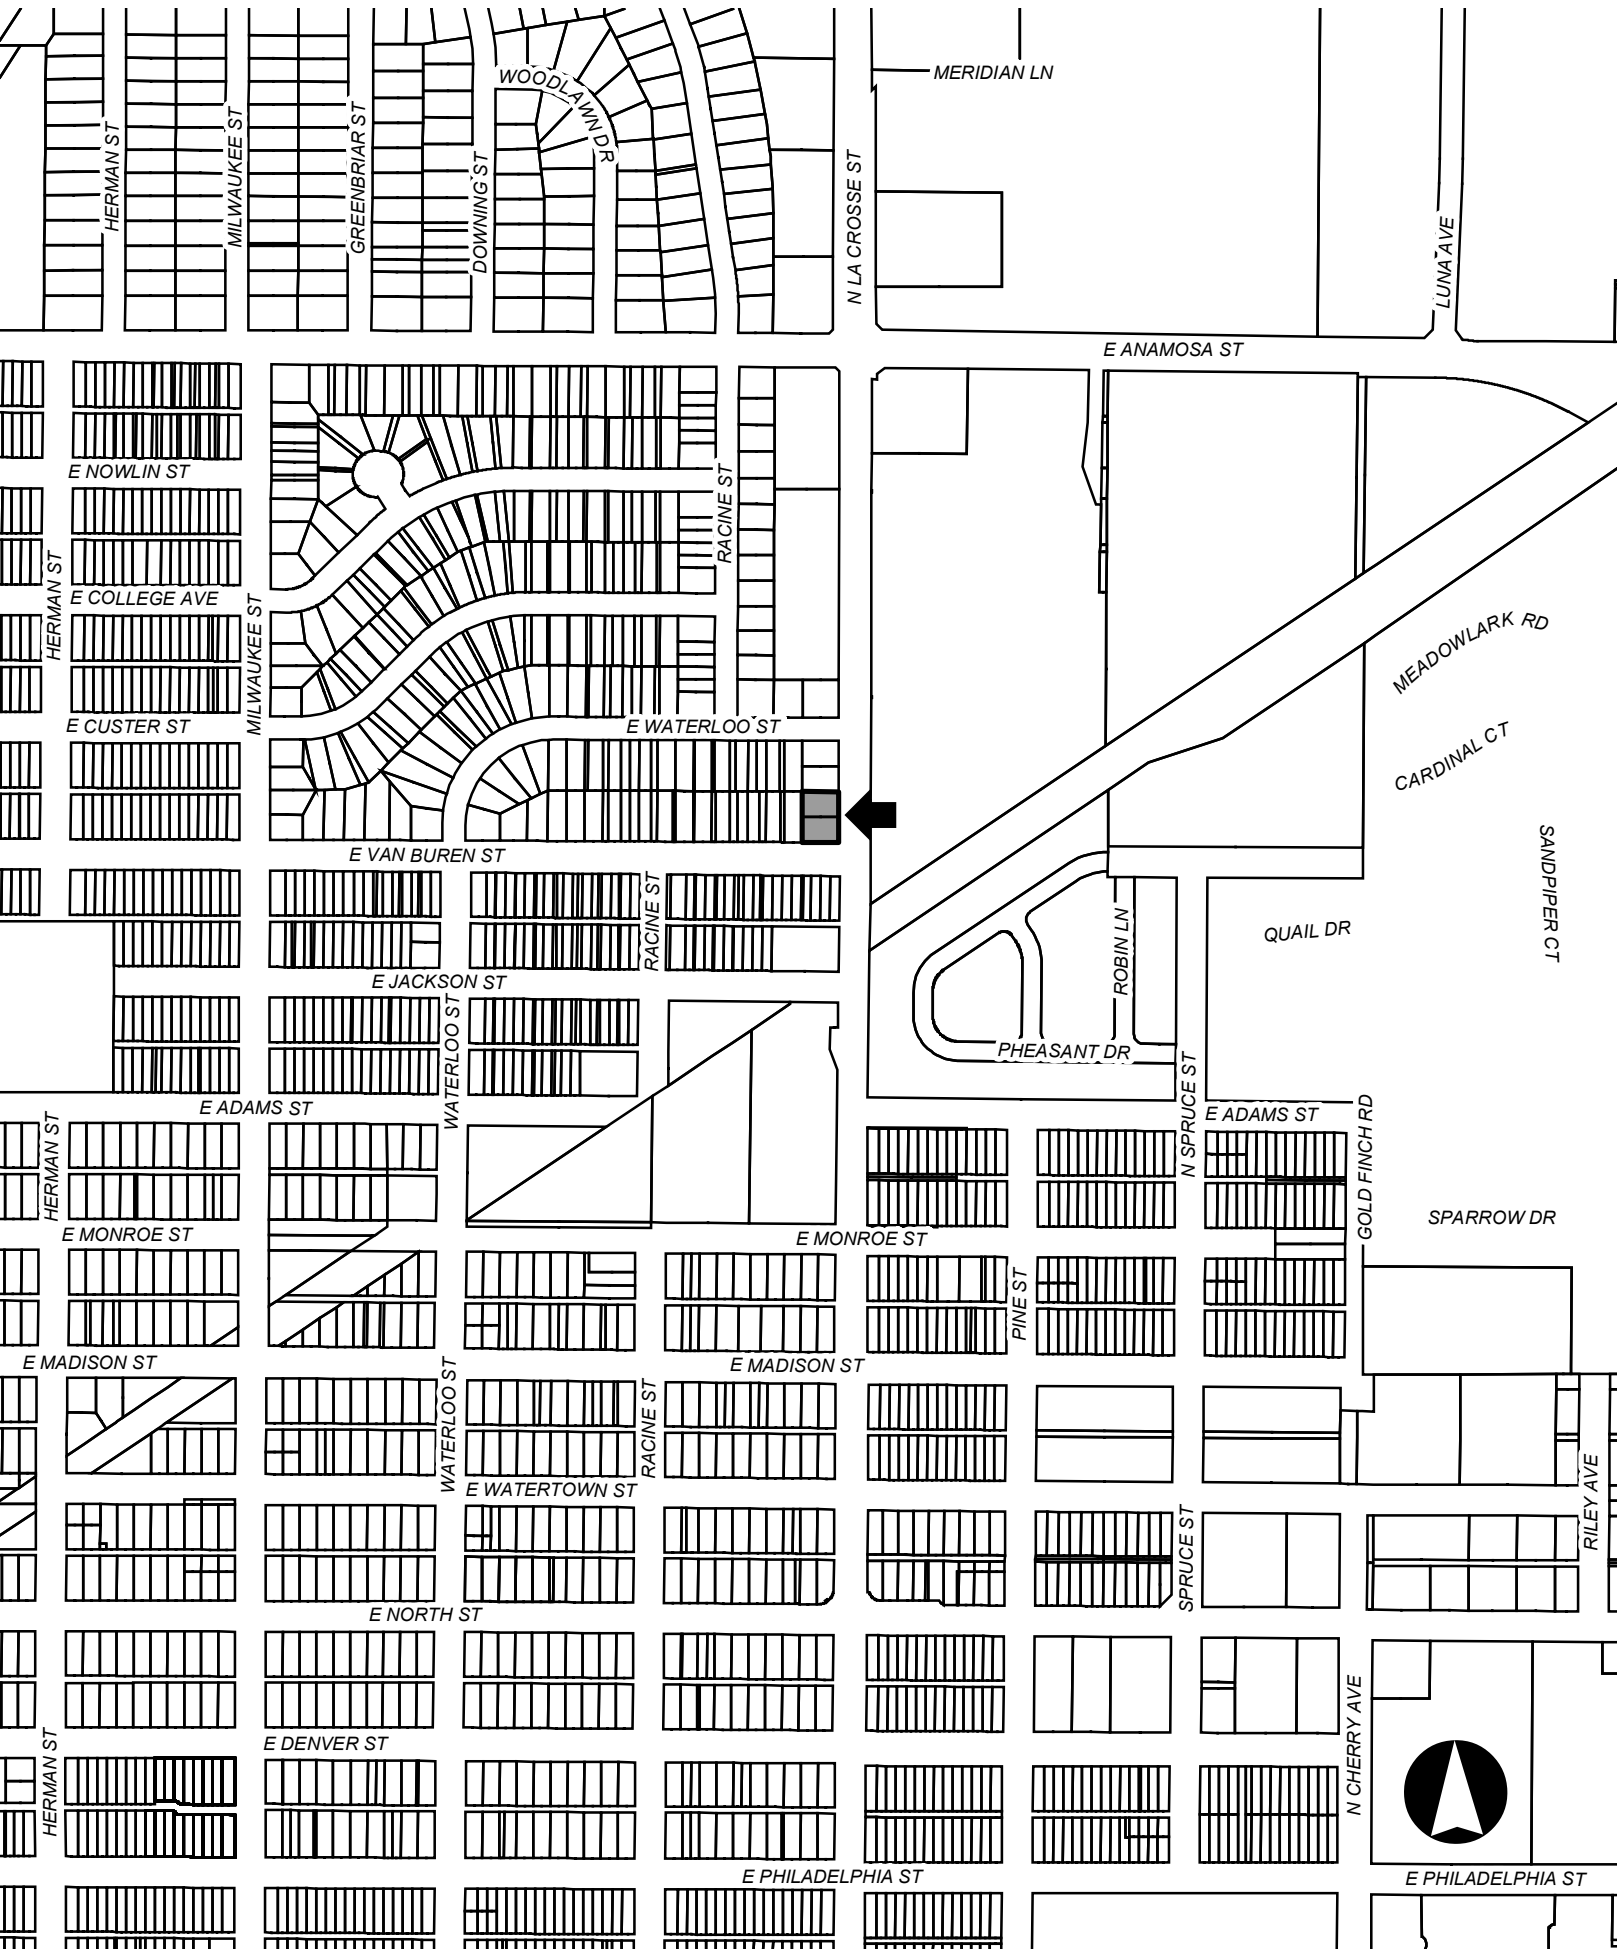 MERIDIAN LN
WOODLAWN DR
HERMAN ST
MILWAUKEE ST
GREENBRIAR ST
DOWNING ST
N LA CROSSE ST
LUNA AVE
E ANAMOSA ST
E NOWLIN ST
RACINE ST
HERMAN ST
E COLLEGE AVE
MILWAUKEE ST
MEADOWLARK RD
E CUSTER ST
E WATERLOO ST
CARDINAL CT
E VAN BUREN ST
SANDPIPER CT
RACINE ST
ROBIN LN
QUAIL DR
E JACKSON ST
WATERLOO ST
PHEASANT DR
N SPRUCE ST
E ADAMS ST
E ADAMS ST
HERMAN ST
GOLD FINCH RD
E MONROE ST
E MONROE ST
SPARROW DR
PINE ST
E MADISON ST
E MADISON ST
WATERLOO ST
RACINE ST
E WATERTOWN ST
RILEY AVE
SPRUCE ST
E NORTH ST
E DENVER ST
HERMAN ST
N CHERRY AVE
E PHILADELPHIA ST
E PHILADELPHIA ST